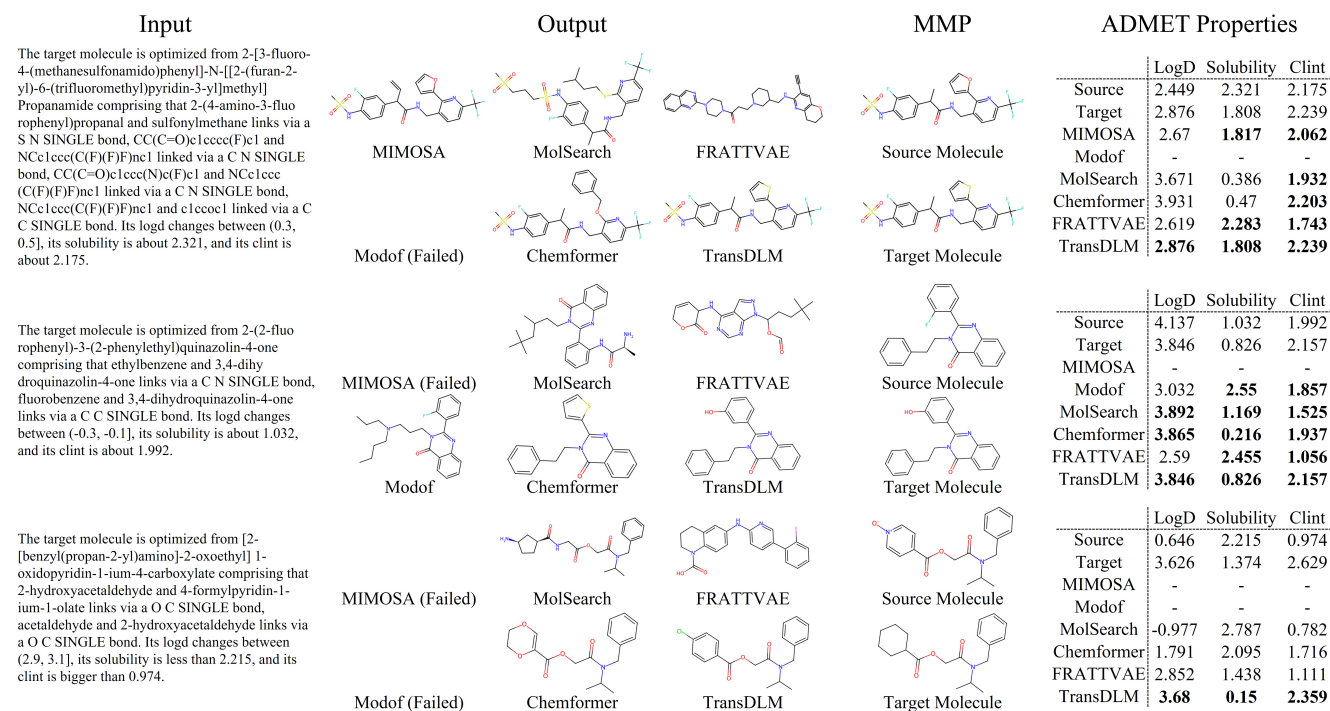 Input Output MMP ADMET Properties
The target molecule is optimized from 2-[3-fluoro-
4-(methanesulfonamido)phenyl]-N-[[2-(furan-2-
yl)-6-(trifluoromethyl)pyridin-3-yl]methyl]
Propanamide comprising that 2-(4-amino-3-fluo
rophenyl)propanal and sulfonylmethane links via a
S N SINGLE bond, CC(C=O)c1cccc(F)c1 and
NCc1ccc(C(F)(F)F)nc1 linked via a C N SINGLE
bond, CC(C=O)c1ccc(N)c(F)c1 and NCc1ccc
(C(F)(F)F)nc1 linked via a C N SINGLE bond,
NCc1ccc(C(F)(F)F)nc1 and c1ccoc1 linked via a C
C SINGLE bond. Its logd changes between (0.3,
0.5], its solubility is about 2.321, and its clint is
about 2.175.
MIMOSA MolSearch FRATTVAE Source Molecule
Modof (Failed) Chemformer TransDLM Target Molecule
LogD Solubility Clint
Source 2.449 2.321 2.175
Target 2.876 1.808 2.239
MIMOSA 2.67 1.817 2.062
Modof - - -
MolSearch 3.671 0.386 1.932
Chemformer 3.931 0.47 2.203
FRATTVAE 2.619 2.283 1.743
TransDLM 2.876 1.808 2.239
The target molecule is optimized from 2-(2-fluo
rophenyl)-3-(2-phenylethyl)quinazolin-4-one
comprising that ethylbenzene and 3,4-dihy
droquinazolin-4-one links via a C N SINGLE bond,
fluorobenzene and 3,4-dihydroquinazolin-4-one
links via a C C SINGLE bond. Its logd changes
between (-0.3, -0.1], its solubility is about 1.032,
and its clint is about 1.992.
MIMOSA (Failed) MolSearch FRATTVAE Source Molecule
Modof Chemformer TransDLM Target Molecule
LogD Solubility Clint
Source 4.137 1.032 1.992
Target 3.846 0.826 2.157
MIMOSA - - -
Modof 3.032 2.55 1.857
MolSearch 3.892 1.169 1.525
Chemformer 3.865 0.216 1.937
FRATTVAE 2.59 2.455 1.056
TransDLM 3.846 0.826 2.157
The target molecule is optimized from [2-
[benzyl(propan-2-yl)amino]-2-oxoethyl] 1-
oxidopyridin-1-ium-4-carboxylate comprising that
2-hydroxyacetaldehyde and 4-formylpyridin-1-
ium-1-olate links via a O C SINGLE bond,
acetaldehyde and 2-hydroxyacetaldehyde links via
a O C SINGLE bond. Its logd changes between
(2.9, 3.1], its solubility is less than 2.215, and its
clint is bigger than 0.974.
MIMOSA (Failed) MolSearch FRATTVAE Source Molecule
Modof (Failed) Chemformer TransDLM Target Molecule
LogD Solubility Clint
Source 0.646 2.215 0.974
Target 3.626 1.374 2.629
MIMOSA - - -
Modof - - -
MolSearch -0.977 2.787 0.782
Chemformer 1.791 2.095 1.716
FRATTVAE 2.852 1.438 1.111
TransDLM 3.68 0.15 2.359